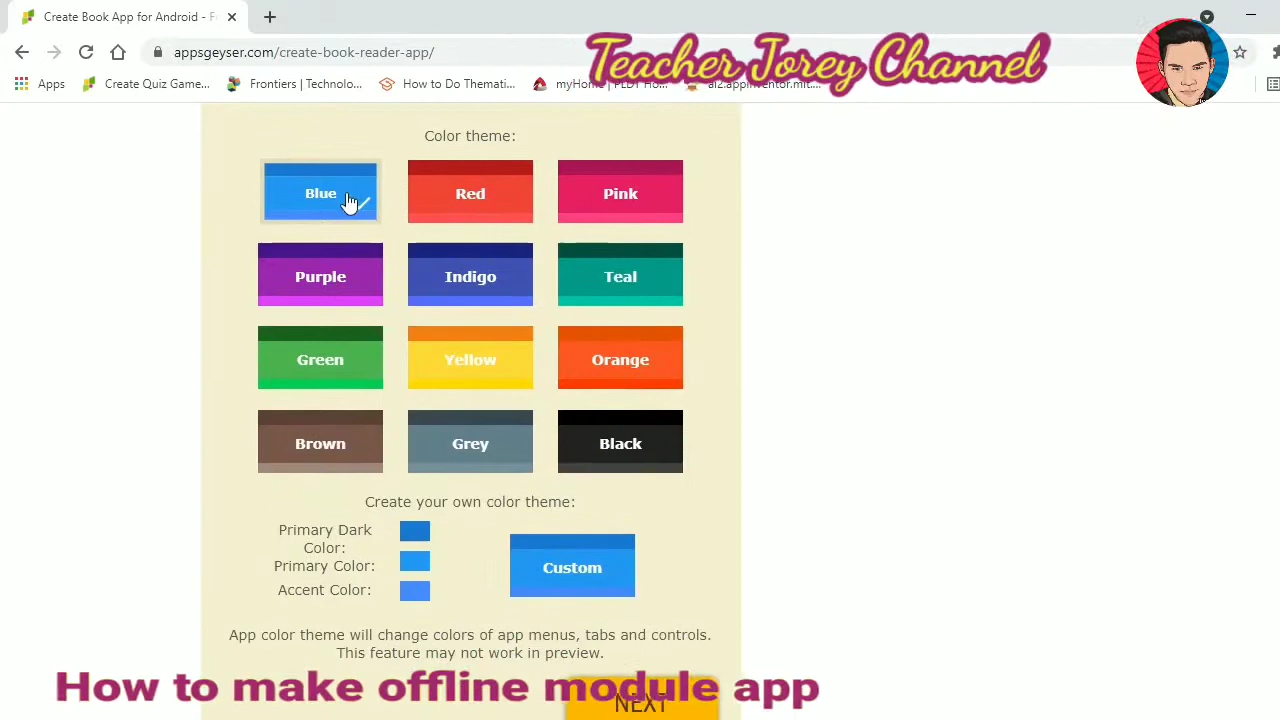 Create Book App for Android - F
appsgeyser.com/create-book-reader-app/
Teacher Jorey Channel
Apps
Create Quiz Game...
Frontiers | Technolo...
How to Do Themati...
myHome | PLDT Ho...
ai2.appinventor.mit...
Color theme:
Blue
Red
Pink
Purple
Indigo
Teal
Green
Yellow
Orange
Brown
Grey
Black
Create your own color theme:
Primary Dark
Color:
Primary Color:
Accent Color:
Custom
App color theme will change colors of app menus, tabs and controls.
This feature may not work in preview.
How to make offline module app
NEXT